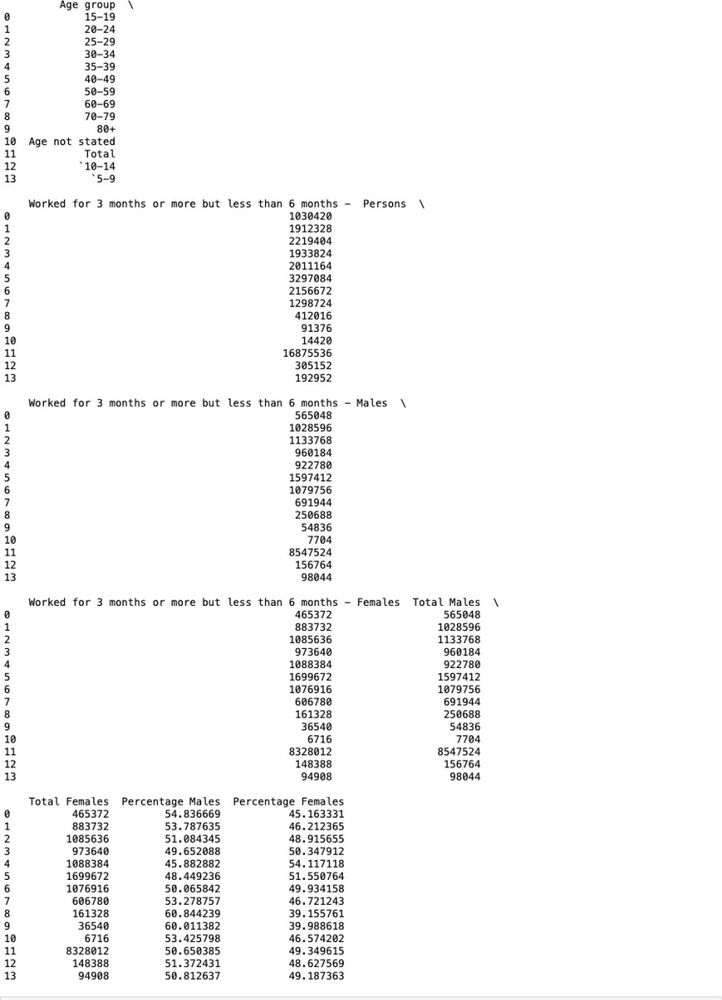 Age group \
0 15-19
1 20-24
2 25-29
3 30-34
4 35-39
5 40-49
6 50-59
7 60-69
8 70-79
9 80+
10 Age not stated
11 Total
12 `10-14
13 `5-9
Worked for 3 months or more but less than 6 months - Persons \
0 1030420
1 1912328
2 2219404
3 1933824
4 2011164
5 3297084
6 2156672
7 1298724
8 412016
9 91376
10 14420
11 16875536
12 305152
13 192952
Worked for 3 months or more but less than 6 months - Males \
0 565048
1 1028596
2 1133768
3 960184
4 922780
5 1597412
6 1079756
7 691944
8 250688
9 54836
10 7704
11 8547524
12 156764
13 98044
Worked for 3 months or more but less than 6 months - Females Total Males \
0 465372 565048
1 883732 1028596
2 1085636 1133768
3 973640 960184
4 1088384 922780
5 1699672 1597412
6 1076916 1079756
7 606780 691944
8 161328 250688
9 36540 54836
10 6716 7704
11 8328012 8547524
12 148388 156764
13 94908 98044
Total Females Percentage Males Percentage Females
0 465372 54.836669 45.163331
1 883732 53.787635 46.212365
2 1085636 51.084345 48.915655
3 973640 49.652088 50.347912
4 1088384 45.882882 54.117118
5 1699672 48.449236 51.550764
6 1076916 50.065842 49.934158
7 606780 53.278757 46.721243
8 161328 60.844239 39.155761
9 36540 60.011382 39.988618
10 6716 53.425798 46.574202
11 8328012 50.650385 49.349615
12 148388 51.372431 48.627569
13 94908 50.812637 49.187363